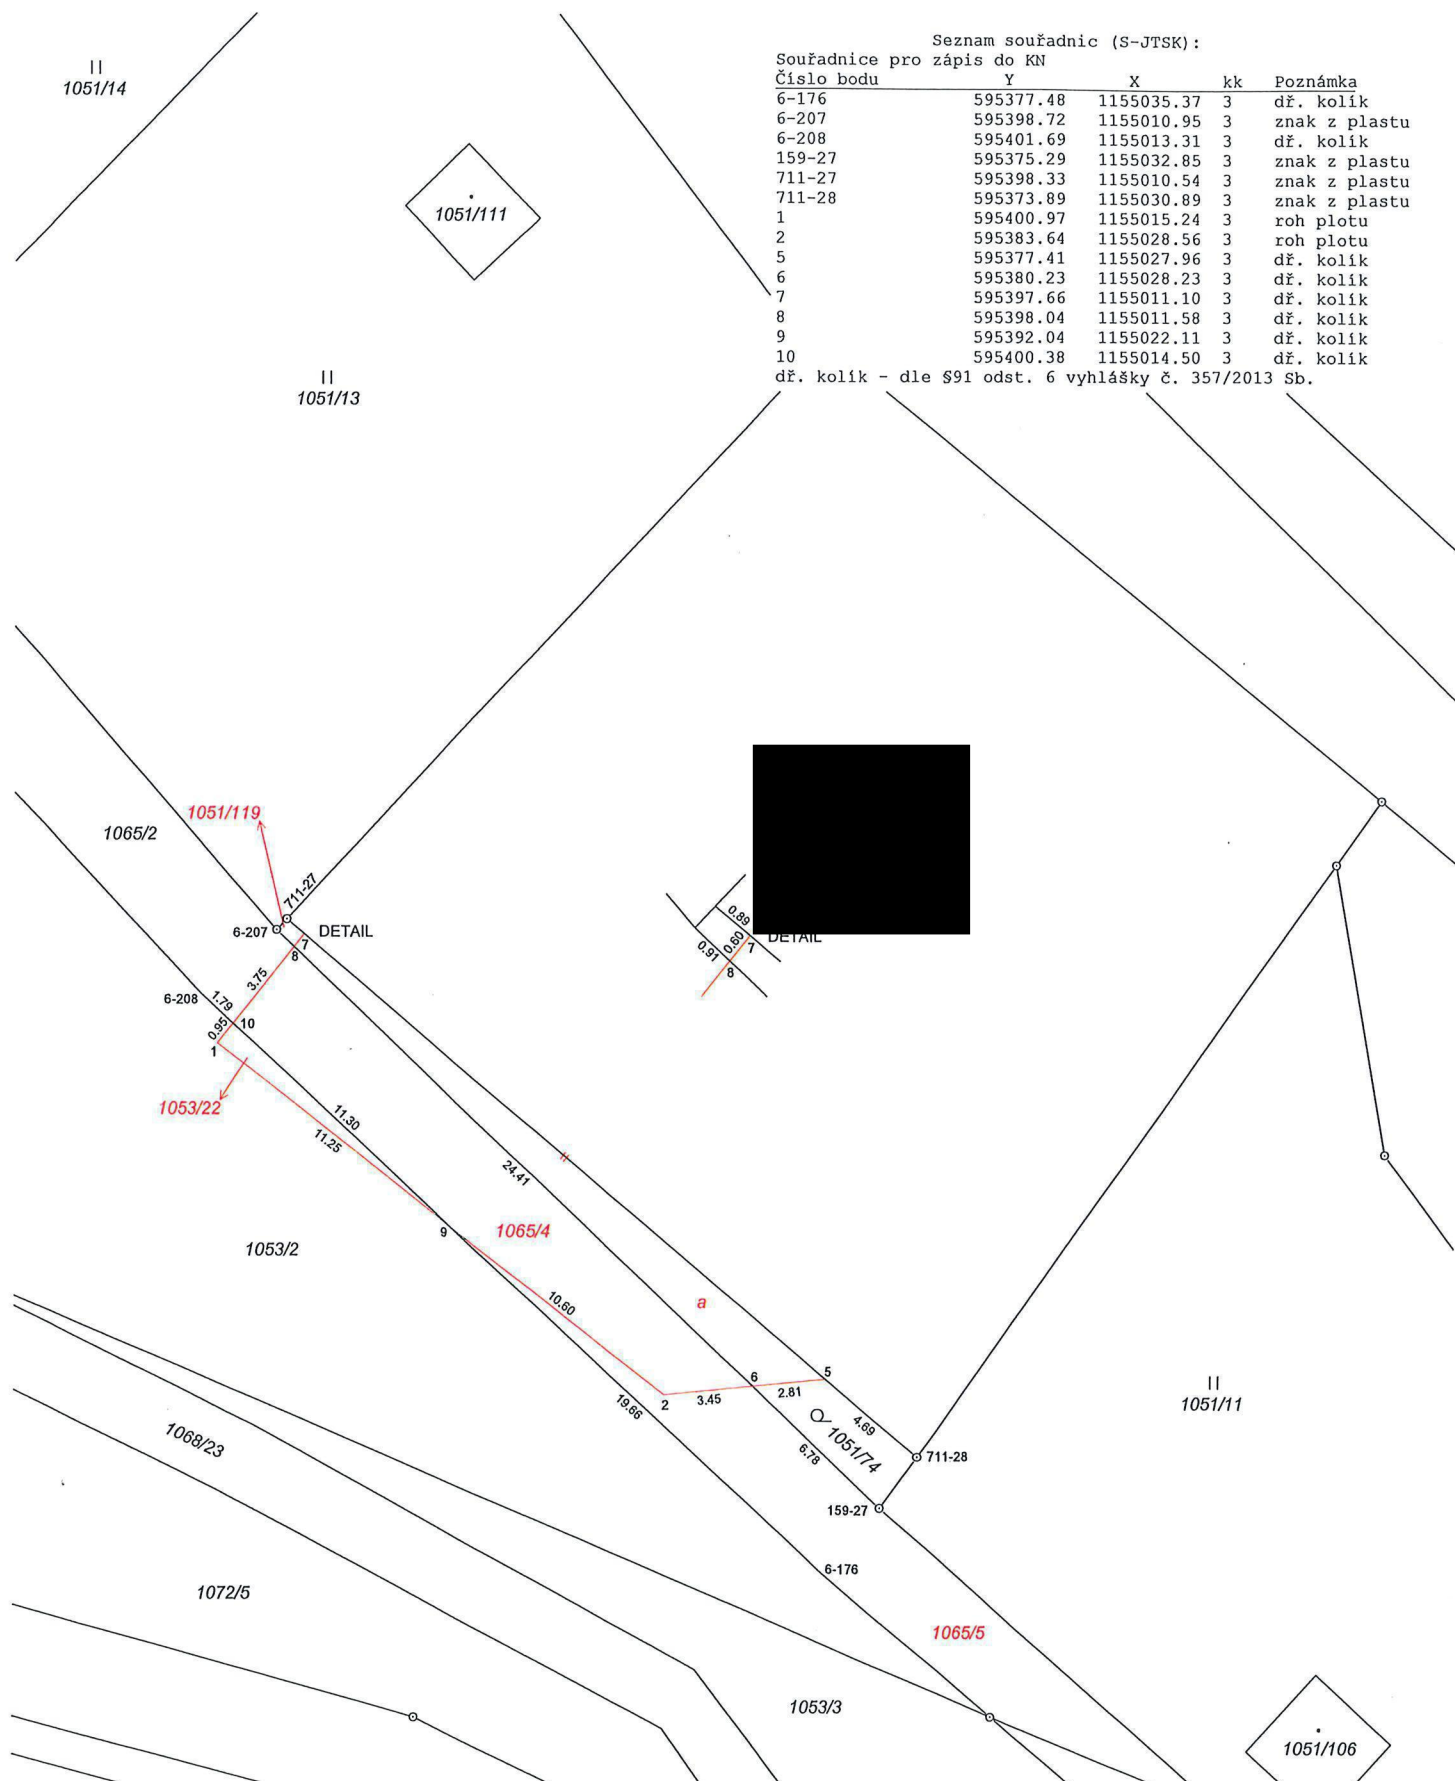 Seznam souřadnic (S-JTSK):
Souřadnice pro zápis do KN
Číslo bodu Y X kk Poznámka
6-176 595377.48 1155035.37 3 dř. kolík
6-207 595398.72 1155010.95 3 znak z plastu
6-208 595401.69 1155013.31 3 dř. kolík
159-27 595375.29 1155032.85 3 znak z plastu
711-27 595398.33 1155010.54 3 znak z plastu
711-28 595373.89 1155030.89 3 znak z plastu
1 595400.97 1155015.24 3 roh plotu
2 595383.64 1155028.56 3 roh plotu
5 595377.41 1155027.96 3 dř. kolík
6 595380.23 1155028.23 3 dř. kolík
7 595397.66 1155011.10 3 dř. kolík
8 595398.04 1155011.58 3 dř. kolík
9 595392.04 1155022.11 3 dř. kolík
10 595400.38 1155014.50 3 dř. kolík
dř. kolík - dle §91 odst. 6 vyhlášky č. 357/2013 Sb.
1051/14
1051/111
1051/13
1051/119
1065/2
711-27
6-207
DETAIL
7
8
3.75
6-208
1.79
10
0.95
1
1053/22
0.89
0.60
0.91
7
8
DETAIL
11.30
11.25
24.41
9
1065/4
1053/2
10.60
a
6
5
2
3.45
2.81
19.66
4.69
1051/74
6.78
711-28
159-27
1051/11
1068/23
6-176
1072/5
1065/5
1053/3
1051/106